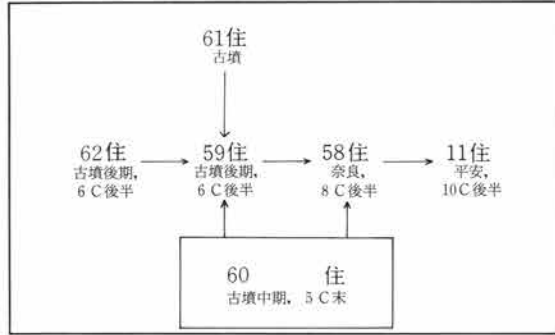 61住
古墳
62住
古墳後期,
6C後半
59住
古墳後期,
6C後半
58住
奈良,
8C後半
11住
平安,
10C後半
60 住
古墳中期, 5C末